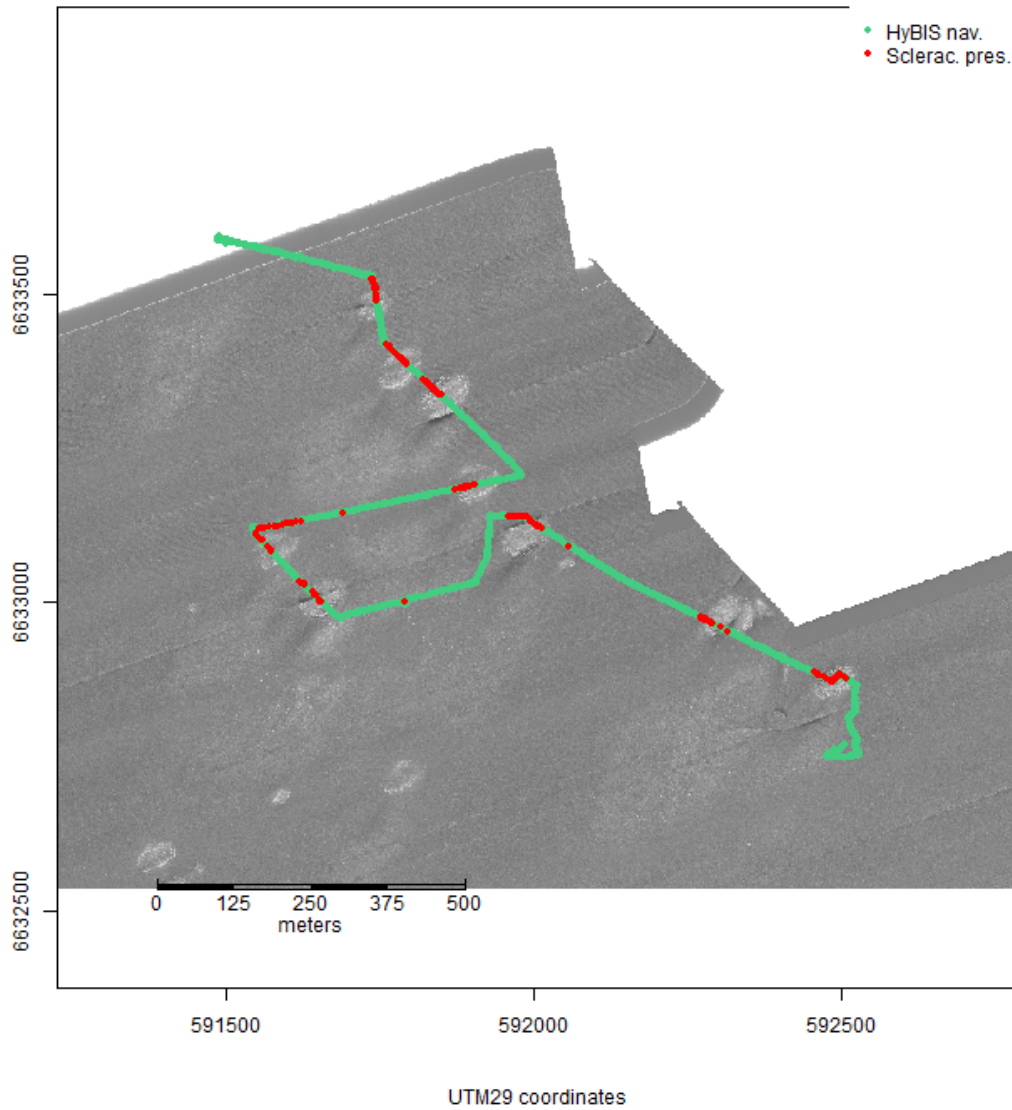 HyBIS nav.
Sclerac. pres.
6633500
6633000
6632500
0 125 250 375 500
meters
591500 592000 592500
UTM29 coordinates